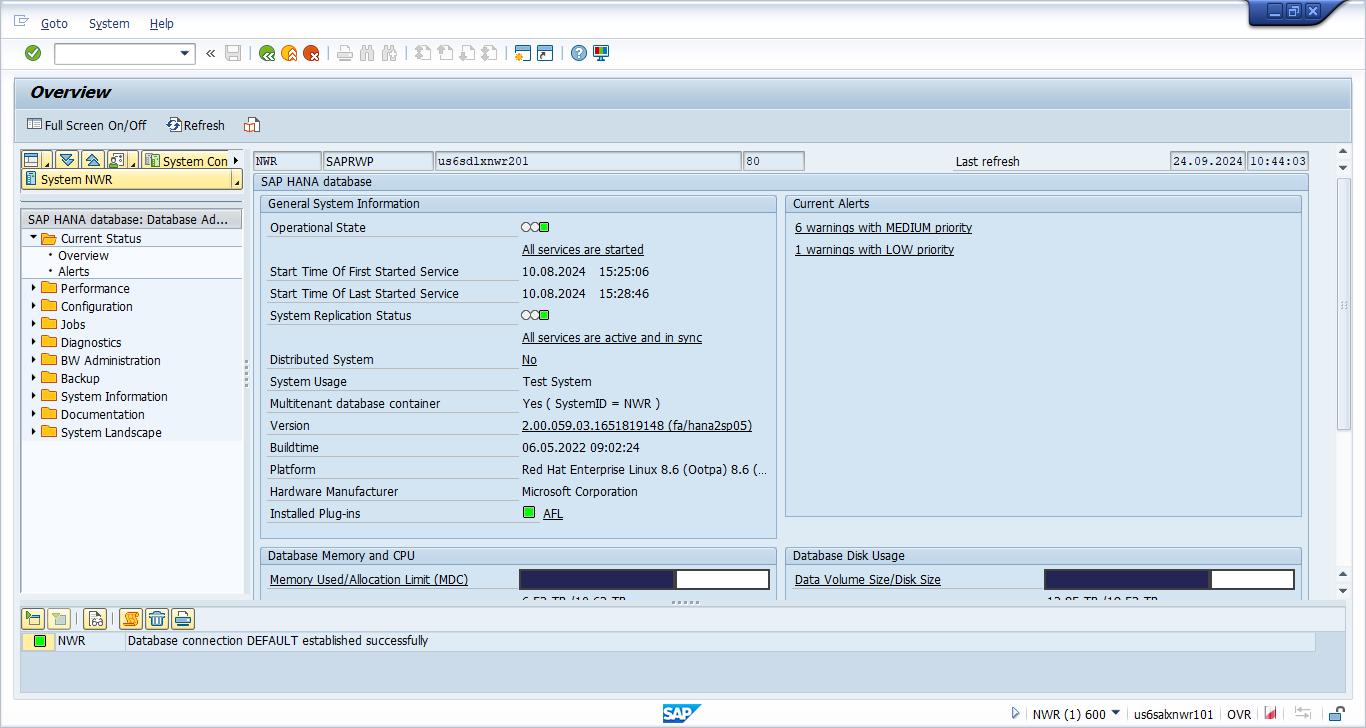 Goto System Help
Overview
Full Screen On/Off Refresh
System Con
NWR SAPRWP us6sdlxnwr201 80 Last refresh 24.09.2024 10:44:03
System NWR
SAP HANA database
SAP HANA database: Database Ad...
Current Status
Overview
Alerts
Performance
Configuration
Jobs
Diagnostics
BW Administration
Backup
System Information
Documentation
System Landscape
General System Information
Operational State
All services are started
Start Time Of First Started Service 10.08.2024 15:25:06
Start Time Of Last Started Service 10.08.2024 15:28:46
System Replication Status
All services are active and in sync
Distributed System No
System Usage Test System
Multitenant database container Yes ( SystemID = NWR )
Version 2.00.059.03.1651819148 (fa/hana2sp05)
Buildtime 06.05.2022 09:02:24
Platform Red Hat Enterprise Linux 8.6 (Ootpa) 8.6 (...
Hardware Manufacturer Microsoft Corporation
Installed Plug-ins AFL
Current Alerts
6 warnings with MEDIUM priority
1 warnings with LOW priority
Database Memory and CPU
Memory Used/Allocation Limit (MDC)
Database Disk Usage
Data Volume Size/Disk Size
NWR Database connection DEFAULT established successfully
SAP
NWR (1) 600 us6salxnwr101 OVR